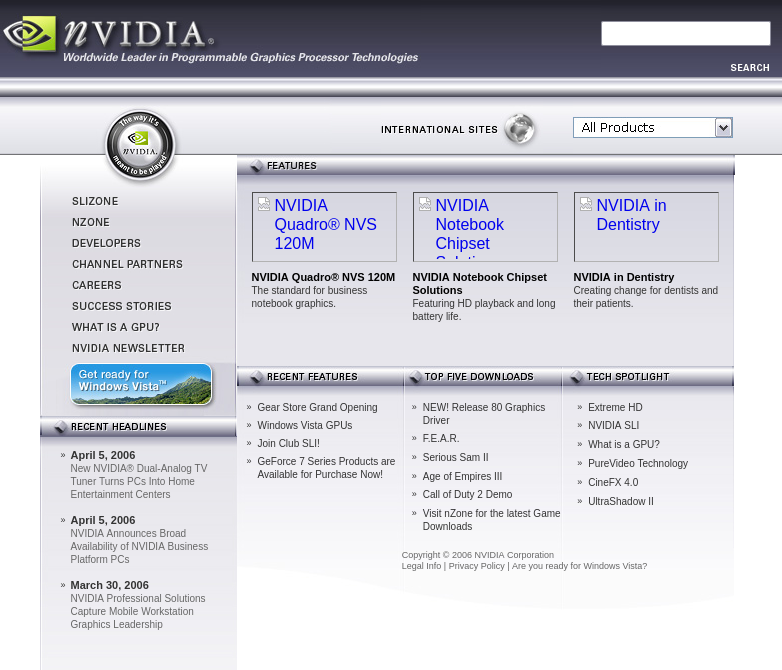 nVIDIA®
Worldwide Leader in Programmable Graphics Processor Technologies
SEARCH
The way it's
nVIDIA.
meant to be played
INTERNATIONAL SITES
All Products
SLIZONE
NZONE
DEVELOPERS
CHANNEL PARTNERS
CAREERS
SUCCESS STORIES
WHAT IS A GPU?
NVIDIA NEWSLETTER
Get ready for
Windows Vista™
RECENT HEADLINES
» April 5, 2006
New NVIDIA® Dual-Analog TV
Tuner Turns PCs Into Home
Entertainment Centers
» April 5, 2006
NVIDIA Announces Broad
Availability of NVIDIA Business
Platform PCs
» March 30, 2006
NVIDIA Professional Solutions
Capture Mobile Workstation
Graphics Leadership
FEATURES
NVIDIA
Quadro® NVS
120M
NVIDIA Quadro® NVS 120M
The standard for business
notebook graphics.
NVIDIA
Notebook
Chipset
Solutions
NVIDIA Notebook Chipset
Solutions
Featuring HD playback and long
battery life.
NVIDIA in
Dentistry
NVIDIA in Dentistry
Creating change for dentists and
their patients.
RECENT FEATURES
» Gear Store Grand Opening
» Windows Vista GPUs
» Join Club SLI!
» GeForce 7 Series Products are
Available for Purchase Now!
TOP FIVE DOWNLOADS
» NEW! Release 80 Graphics
Driver
» F.E.A.R.
» Serious Sam II
» Age of Empires III
» Call of Duty 2 Demo
» Visit nZone for the latest Game
Downloads
TECH SPOTLIGHT
» Extreme HD
» NVIDIA SLI
» What is a GPU?
» PureVideo Technology
» CineFX 4.0
» UltraShadow II
Copyright © 2006 NVIDIA Corporation
Legal Info | Privacy Policy | Are you ready for Windows Vista?